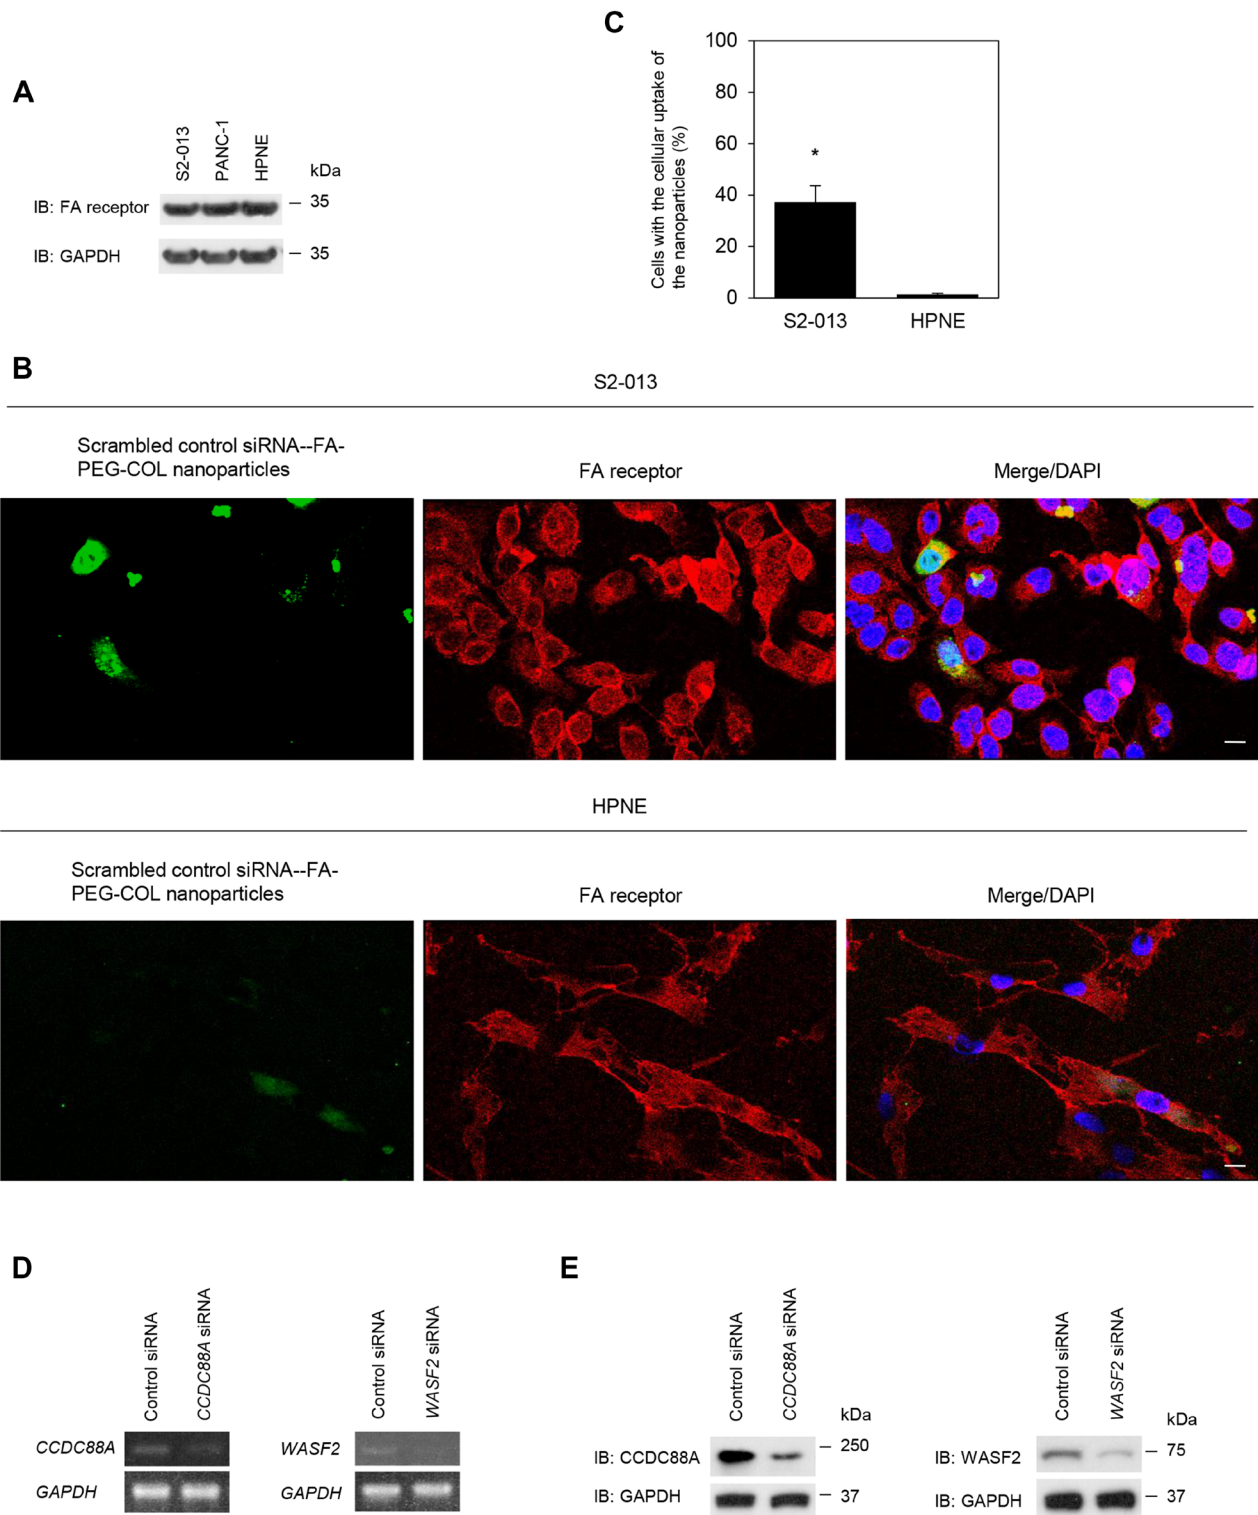 A
S2-013
PANC-1
HPNE
kDa
IB: FA receptor
35
IB: GAPDH
35
C
Cells with the cellular uptake of
the nanoparticles (%)
100
80
60
40
20
0
*
S2-013
HPNE
B
S2-013
Scrambled control siRNA--FA-
PEG-COL nanoparticles
FA receptor
Merge/DAPI
HPNE
Scrambled control siRNA--FA-
PEG-COL nanoparticles
FA receptor
Merge/DAPI
D
Control siRNA
CCDC88A siRNA
CCDC88A
GAPDH
Control siRNA
WASF2 siRNA
WASF2
GAPDH
E
Control siRNA
CCDC88A siRNA
kDa
IB: CCDC88A
250
IB: GAPDH
37
Control siRNA
WASF2 siRNA
kDa
IB: WASF2
75
IB: GAPDH
37